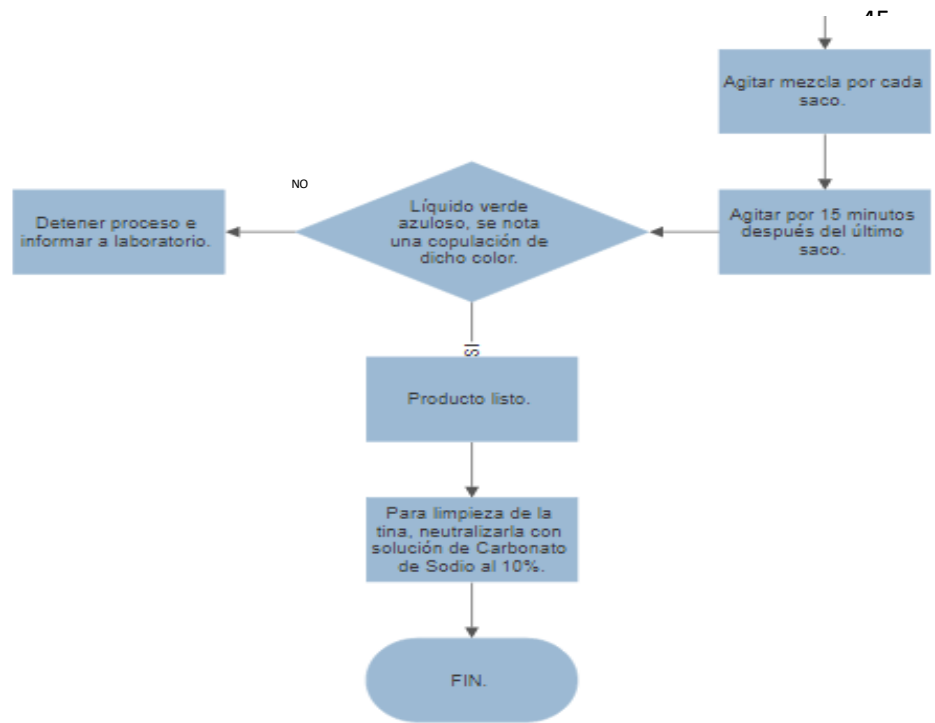 Agitar mezcla por cada
saco.
Agitar por 15 minutos
después del último
saco.
Líquido verde
azuloso, se nota
una copulación de
dicho color.
NO
Detener proceso e
informar a laboratorio.
SI
Producto listo.
Para limpieza de la
tina, neutralizarla con
solución de Carbonato
de Sodio al 10%.
FIN.